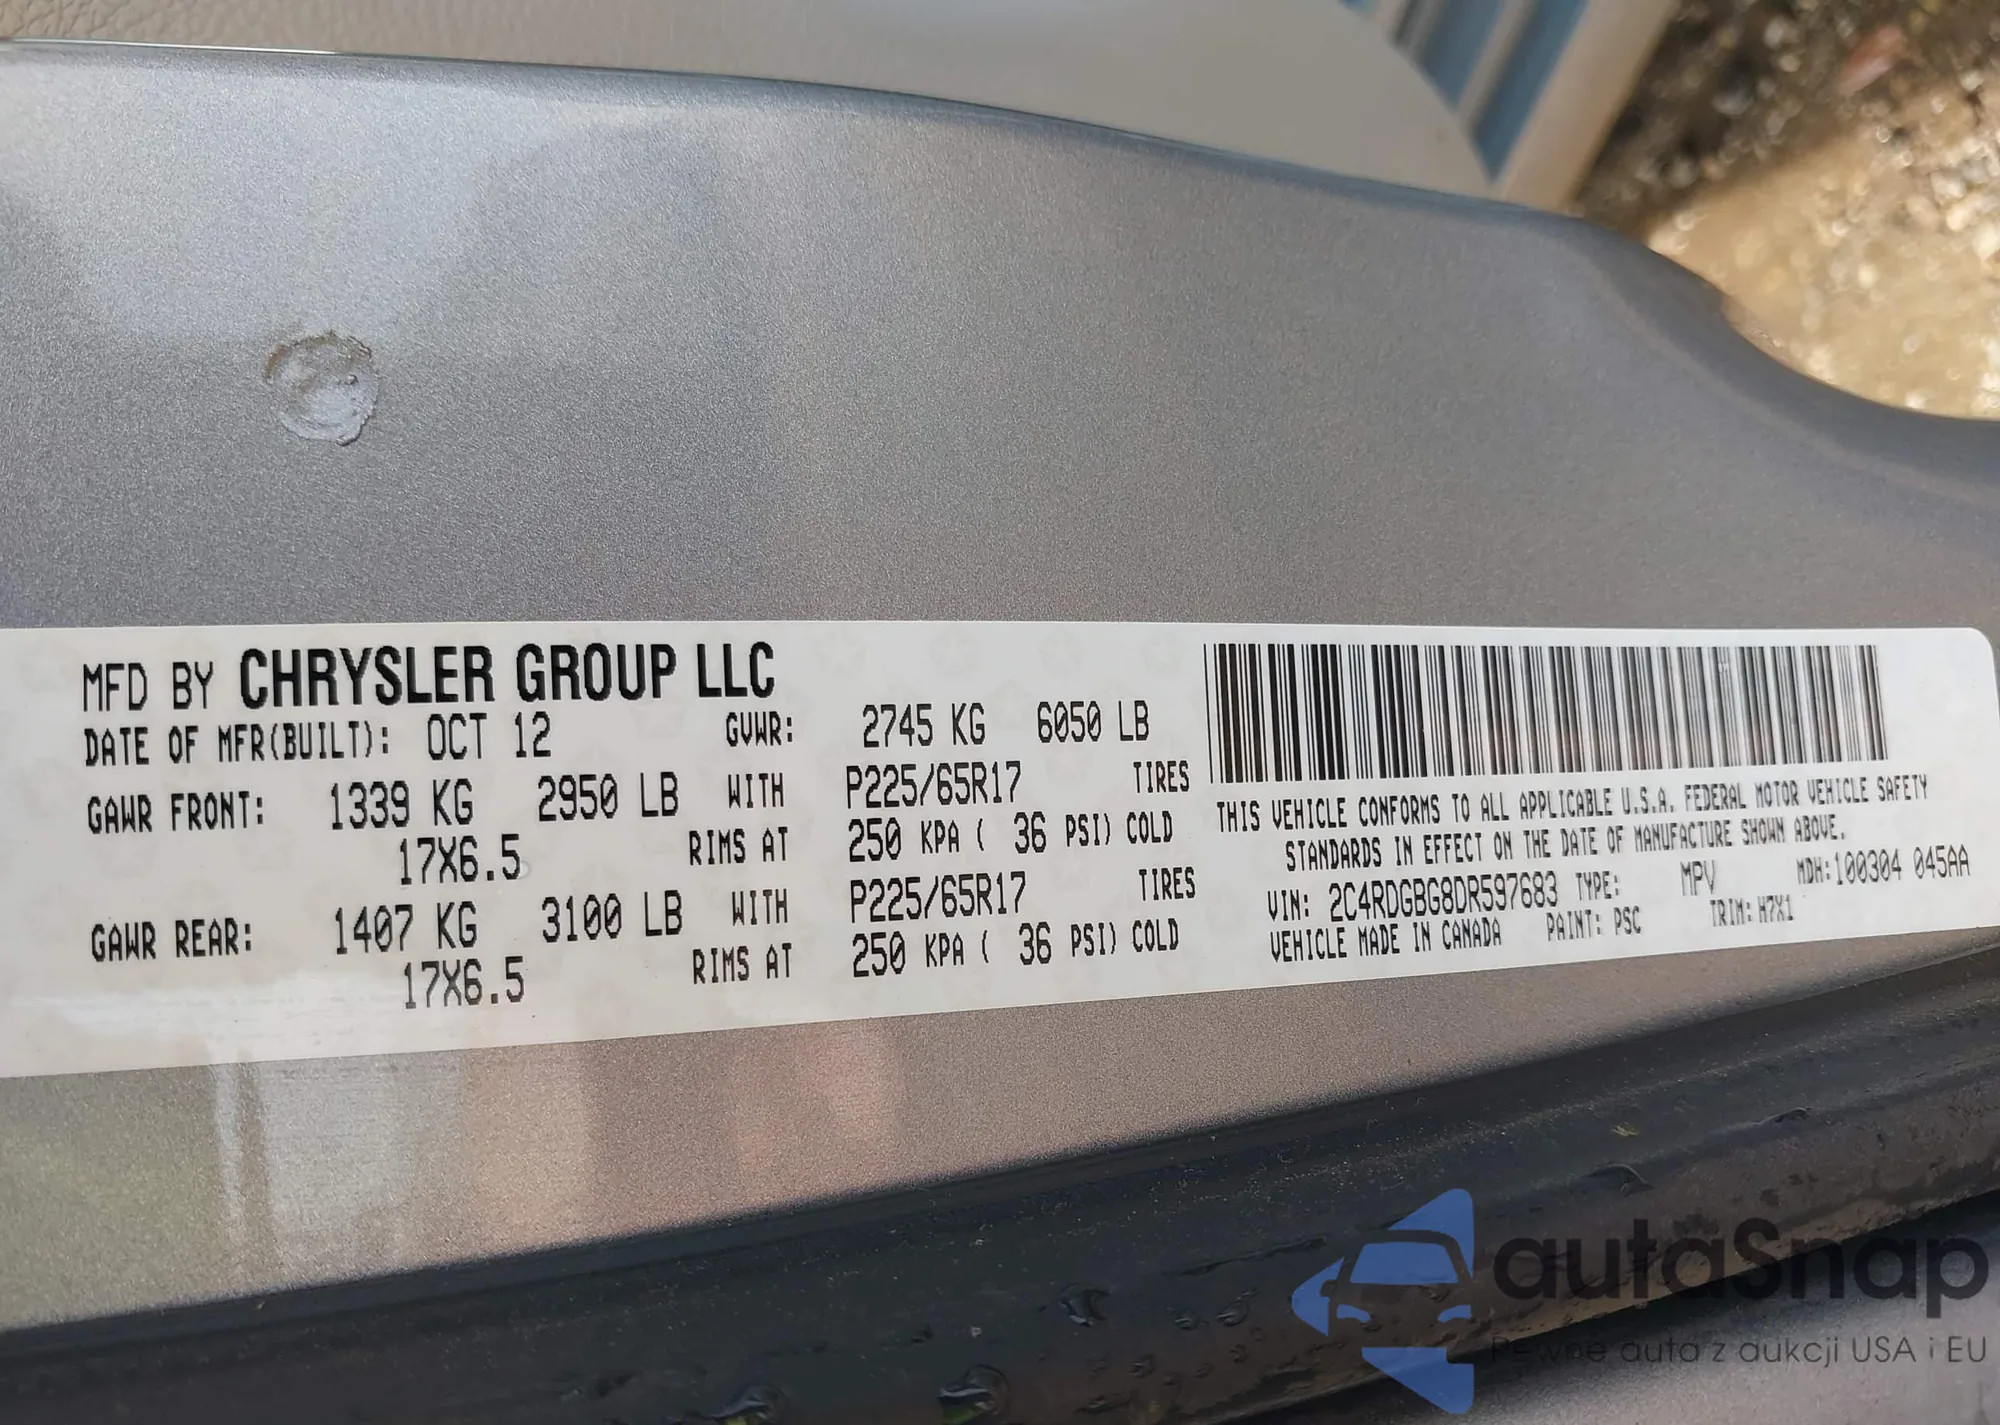 MFD BY CHRYSLER GROUP LLC
DATE OF MFR(BUILT): OCT 12 GVWR: 2745 KG 6050 LB
GAWR FRONT: 1339 KG 2950 LB WITH P225/65R17 TIRES
17X6.5 RIMS AT 250 KPA ( 36 PSI) COLD
GAWR REAR: 1407 KG 3100 LB WITH P225/65R17 TIRES
17X6.5 RIMS AT 250 KPA ( 36 PSI) COLD
THIS VEHICLE CONFORMS TO ALL APPLICABLE U.S.A. FEDERAL MOTOR VEHICLE SAFETY
STANDARDS IN EFFECT ON THE DATE OF MANUFACTURE SHOWN ABOVE.
VIN: 2C4RDGBG8DR597683 TYPE: MPV MDH:100304 045AA
VEHICLE MADE IN CANADA PAINT: PSC TRIM: H7X1
autaSnap
Pewne auta z aukcji USA i EU